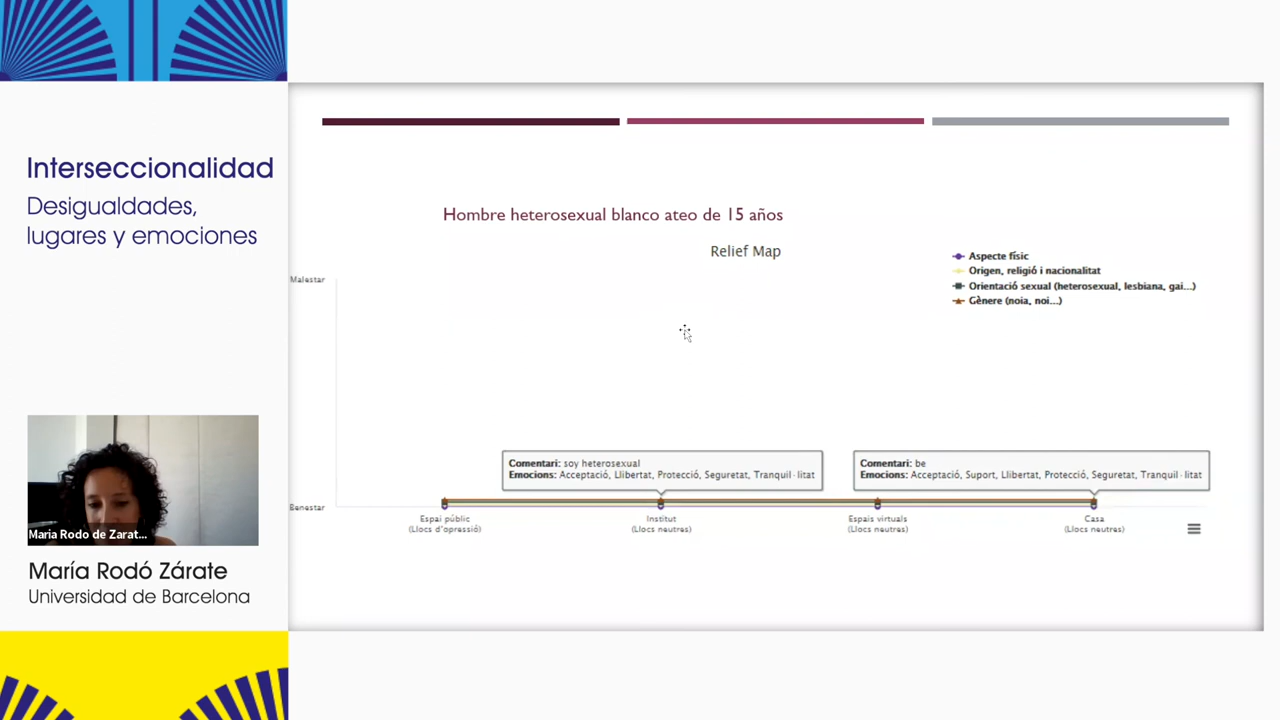 Interseccionalidad
Desigualdades,
lugares y emociones
Maria Rodo de Zarat...
María Rodó Zárate
Universidad de Barcelona
Hombre heterosexual blanco ateo de 15 años
Relief Map
Aspecte físic
Origen, religió i nacionalitat
Orientació sexual (heterosexual, lesbiana, gai...)
Gènere (noia, noi...)
Malestar
Comentari: soy heterosexual
Emocions: Acceptació, Llibertat, Protecció, Seguretat, Tranquil·litat
Comentari: be
Emocions: Acceptació, Suport, Llibertat, Protecció, Seguretat, Tranquil·litat
Benestar
Espai públic
(Llocs d'opressió)
Institut
(Llocs neutres)
Espais virtuals
(Llocs neutres)
Casa
(Llocs neutres)